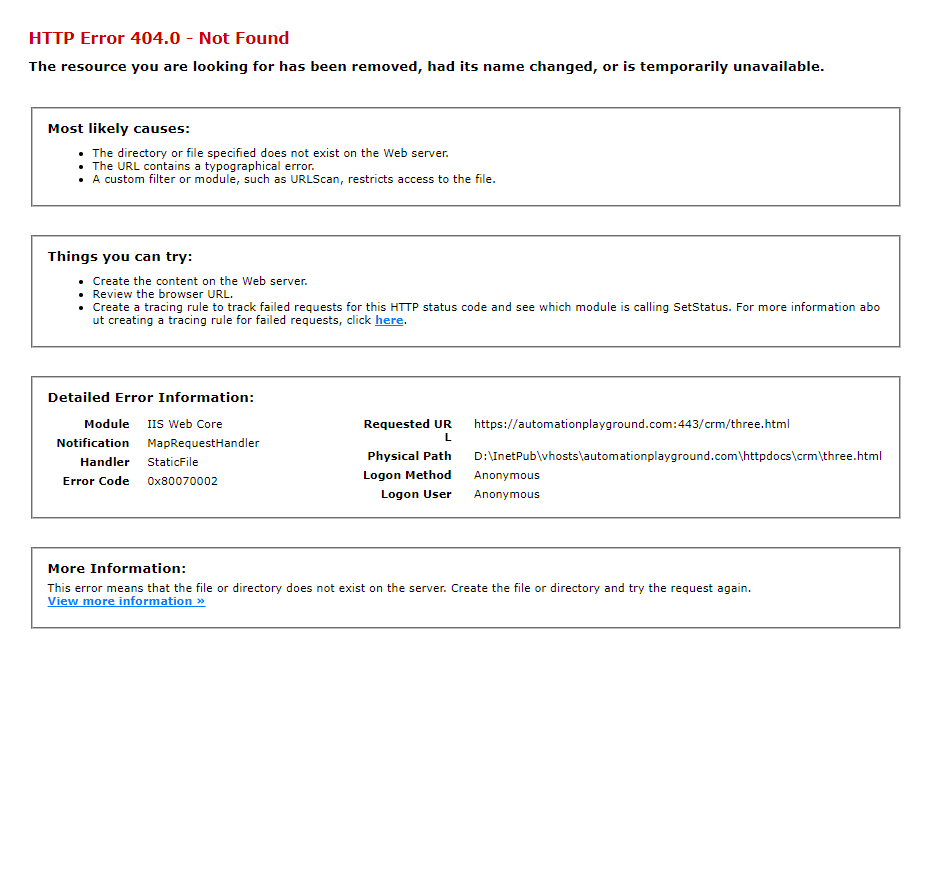 HTTP Error 404.0 - Not Found
The resource you are looking for has been removed, had its name changed, or is temporarily unavailable.
Most likely causes:
The directory or file specified does not exist on the Web server.
The URL contains a typographical error.
A custom filter or module, such as URLScan, restricts access to the file.
Things you can try:
Create the content on the Web server.
Review the browser URL.
Create a tracing rule to track failed requests for this HTTP status code and see which module is calling SetStatus. For more information abo
ut creating a tracing rule for failed requests, click here.
Detailed Error Information:
Module IIS Web Core
Notification MapRequestHandler
Handler StaticFile
Error Code 0x80070002
Requested UR https://automationplayground.com:443/crm/three.html
L
Physical Path D:\InetPub\vhosts\automationplayground.com\httpdocs\crm\three.html
Logon Method Anonymous
Logon User Anonymous
More Information:
This error means that the file or directory does not exist on the server. Create the file or directory and try the request again.
View more information »